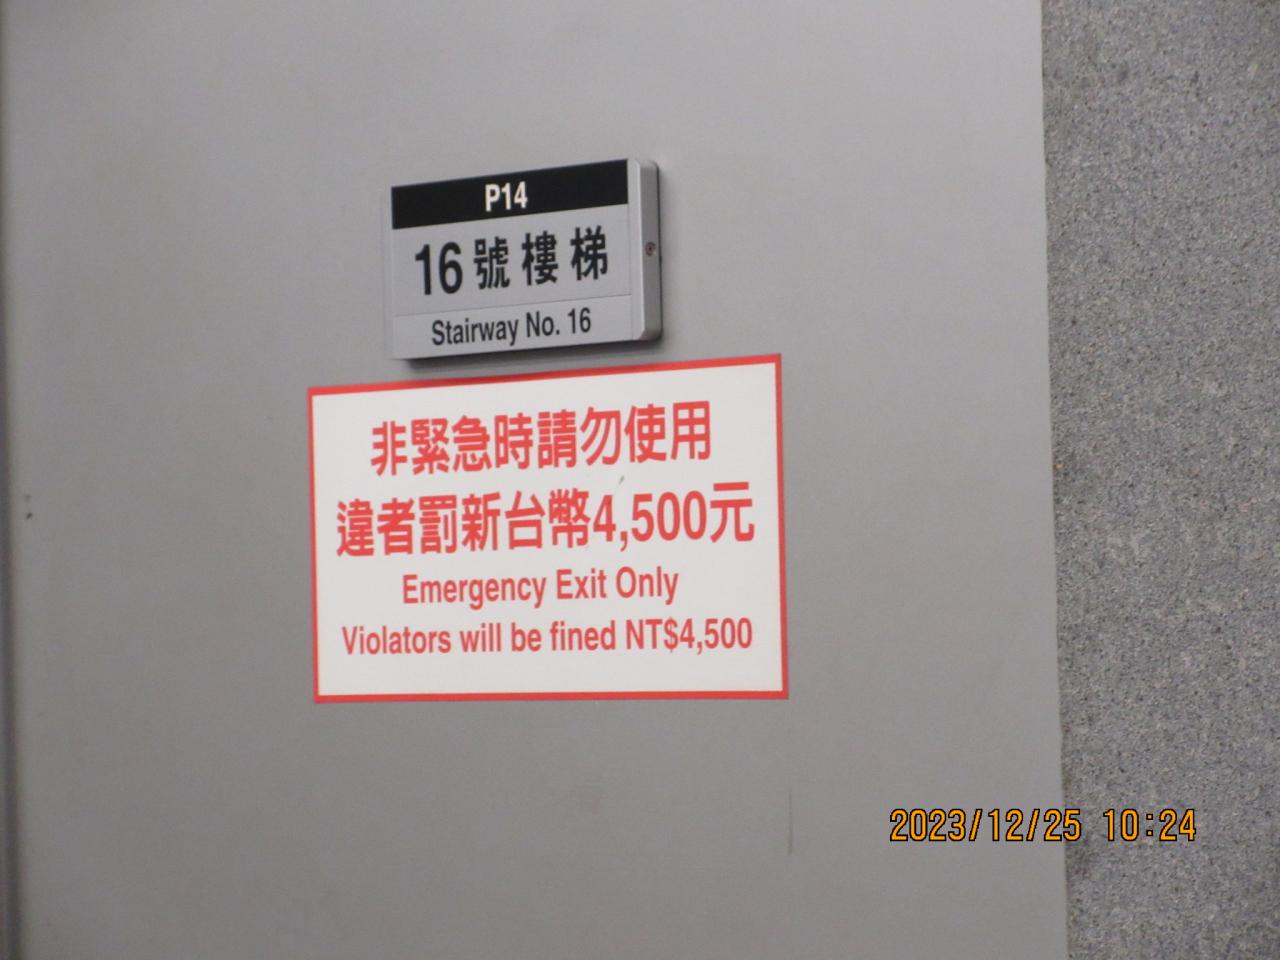 P14
16號樓梯
Stairway No. 16
非緊急時請勿使用
違者罰新台幣4,500元
Emergency Exit Only
Violators will be fined NT$4,500
2023/12/25 10:24